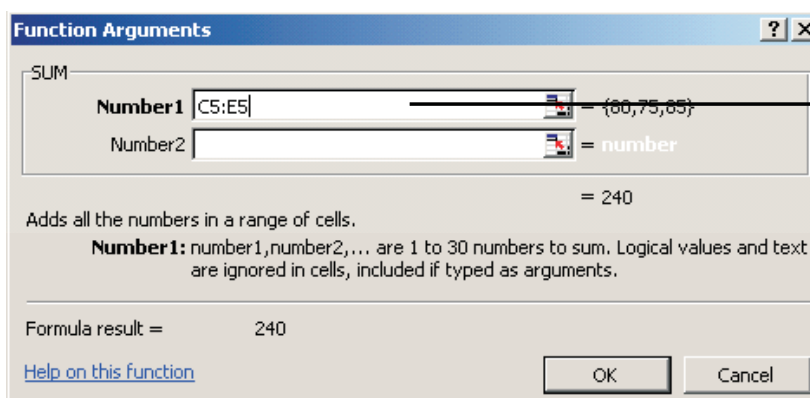 Function Arguments
SUM
Number1 C5:E5 = {80,75,85}
Number2 = number
= 240
Adds all the numbers in a range of cells.
Number1: number1,number2,... are 1 to 30 numbers to sum. Logical values and text
are ignored in cells, included if typed as arguments.
Formula result = 240
Help on this function OK Cancel